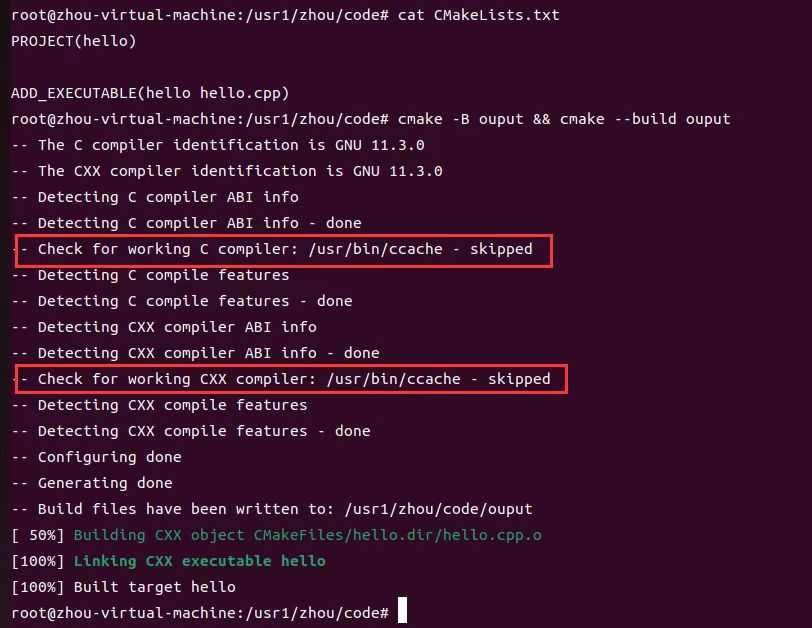 root@zhou-virtual-machine:/usr1/zhou/code# cat CMakeLists.txt
PROJECT(hello)
ADD_EXECUTABLE(hello hello.cpp)
root@zhou-virtual-machine:/usr1/zhou/code# cmake -B ouput && cmake --build ouput
-- The C compiler identification is GNU 11.3.0
-- The CXX compiler identification is GNU 11.3.0
-- Detecting C compiler ABI info
-- Detecting C compiler ABI info - done
-- Check for working C compiler: /usr/bin/ccache - skipped
-- Detecting C compile features
-- Detecting C compile features - done
-- Detecting CXX compiler ABI info
-- Detecting CXX compiler ABI info - done
-- Check for working CXX compiler: /usr/bin/ccache - skipped
-- Detecting CXX compile features
-- Detecting CXX compile features - done
-- Configuring done
-- Generating done
-- Build files have been written to: /usr1/zhou/code/ouput
[ 50%] Building CXX object CMakeFiles/hello.dir/hello.cpp.o
[100%] Linking CXX executable hello
[100%] Built target hello
root@zhou-virtual-machine:/usr1/zhou/code#